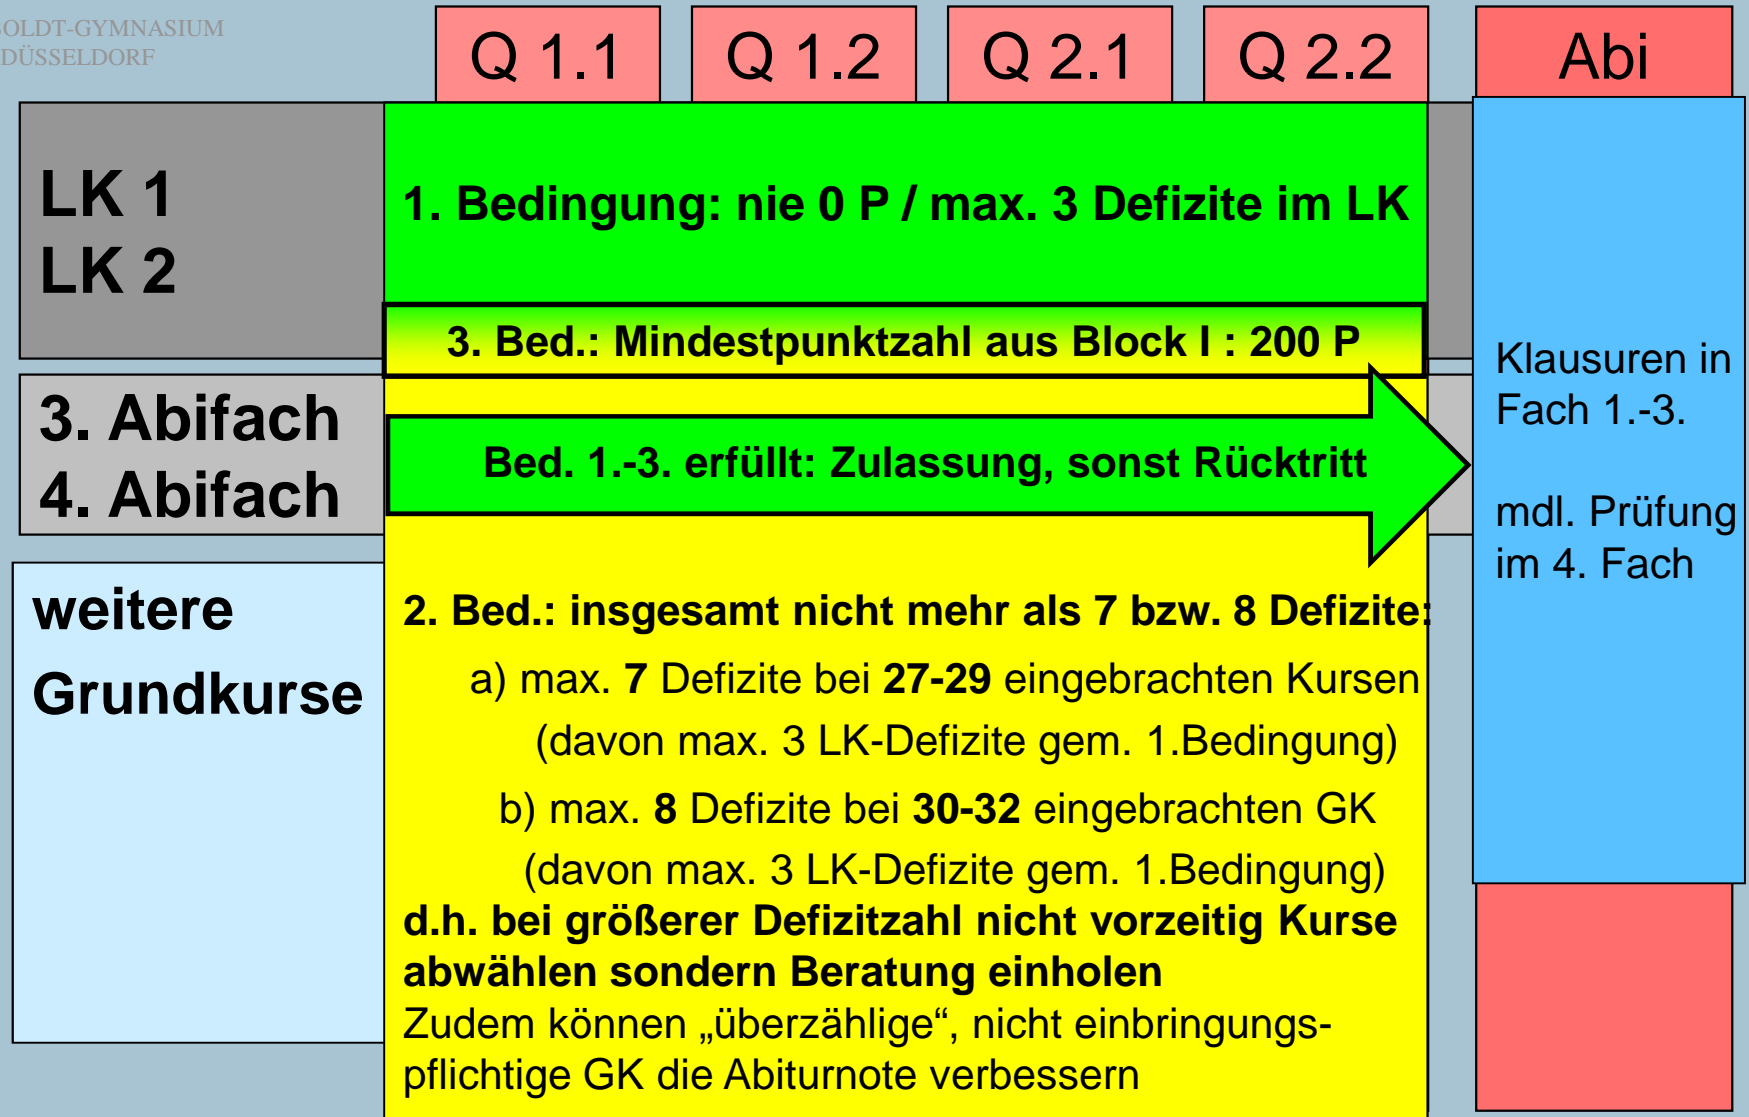 OLDT-GYMNASIUM
DÜSSELDORF
Q 1.1
Q 1.2
Q 2.1
Q 2.2
Abi
LK 1
LK 2
1. Bedingung: nie 0 P / max. 3 Defizite im LK
3. Bed.: Mindestpunktzahl aus Block I : 200 P
3. Abifach
4. Abifach
Bed. 1.-3. erfüllt: Zulassung, sonst Rücktritt
Klausuren in
Fach 1.-3.
mdl. Prüfung
im 4. Fach
weitere
Grundkurse
2. Bed.: insgesamt nicht mehr als 7 bzw. 8 Defizite:
a) max. 7 Defizite bei 27-29 eingebrachten Kursen
(davon max. 3 LK-Defizite gem. 1.Bedingung)
b) max. 8 Defizite bei 30-32 eingebrachten GK
(davon max. 3 LK-Defizite gem. 1.Bedingung)
d.h. bei größerer Defizitzahl nicht vorzeitig Kurse
abwählen sondern Beratung einholen
Zudem können „überzählige“, nicht einbringungs-
pflichtige GK die Abiturnote verbessern